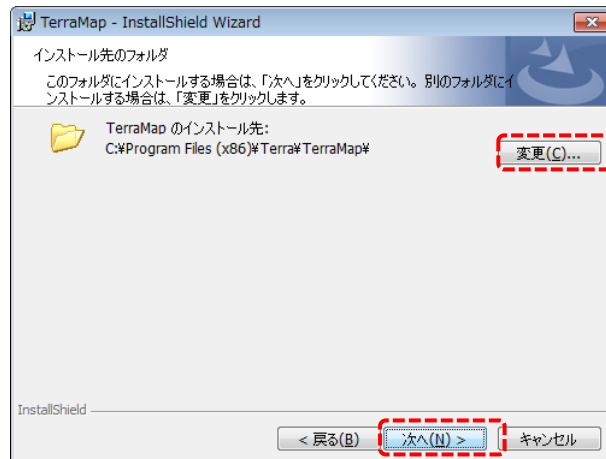 TerraMap - InstallShield Wizard
インストール先のフォルダ
このフォルダにインストールする場合は、「次へ」をクリックしてください。別のフォルダにイ
ンストールする場合は、「変更」をクリックします。
TerraMap のインストール先:
C:¥Program Files (x86)¥Terra¥TerraMap¥
変更(C)...
InstallShield
< 戻る(B)
次へ(N) >
キャンセル